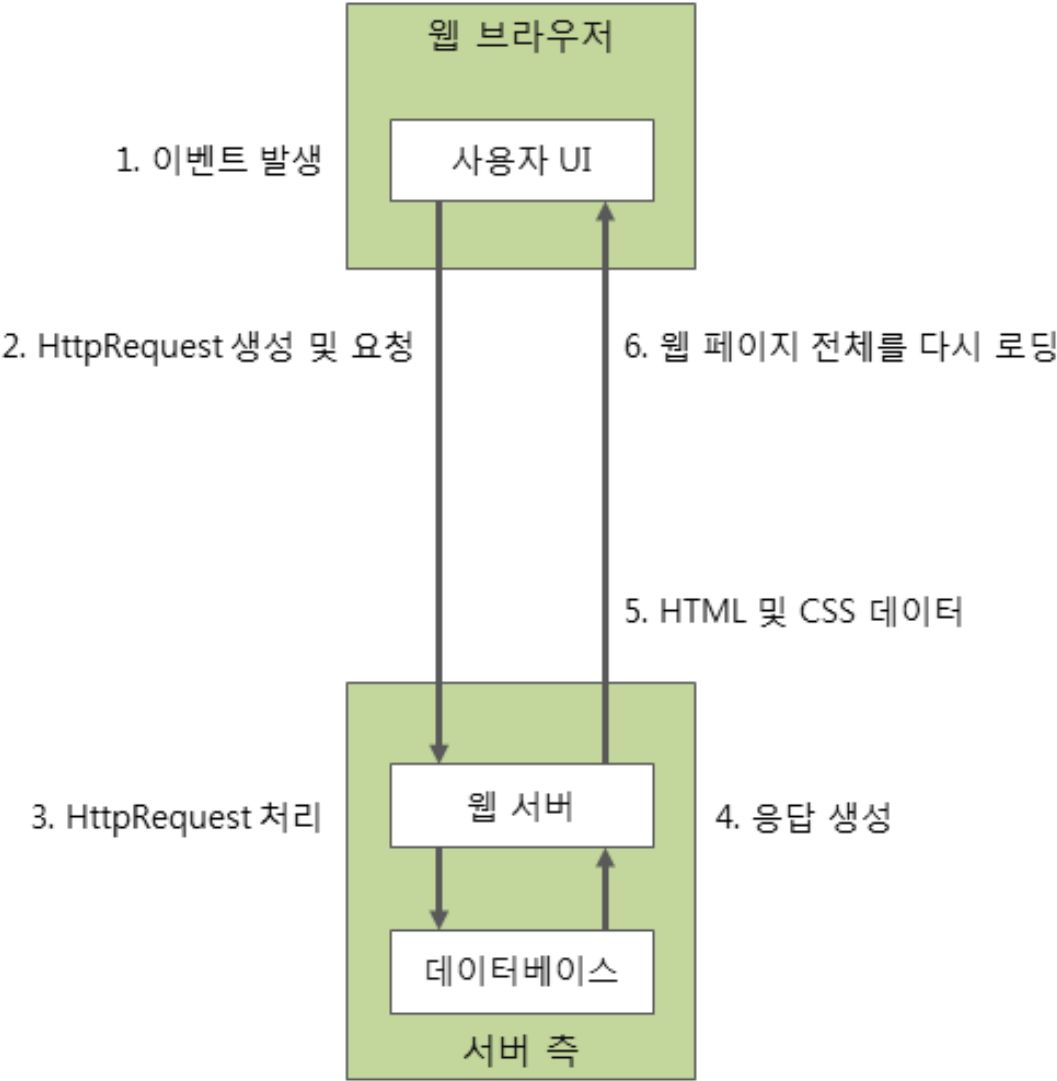 웹 브라우저
1. 이벤트 발생
사용자 UI
2. HttpRequest 생성 및 요청
6. 웹 페이지 전체를 다시 로딩
5. HTML 및 CSS 데이터
3. HttpRequest 처리
웹 서버
4. 응답 생성
데이터베이스
서버 측